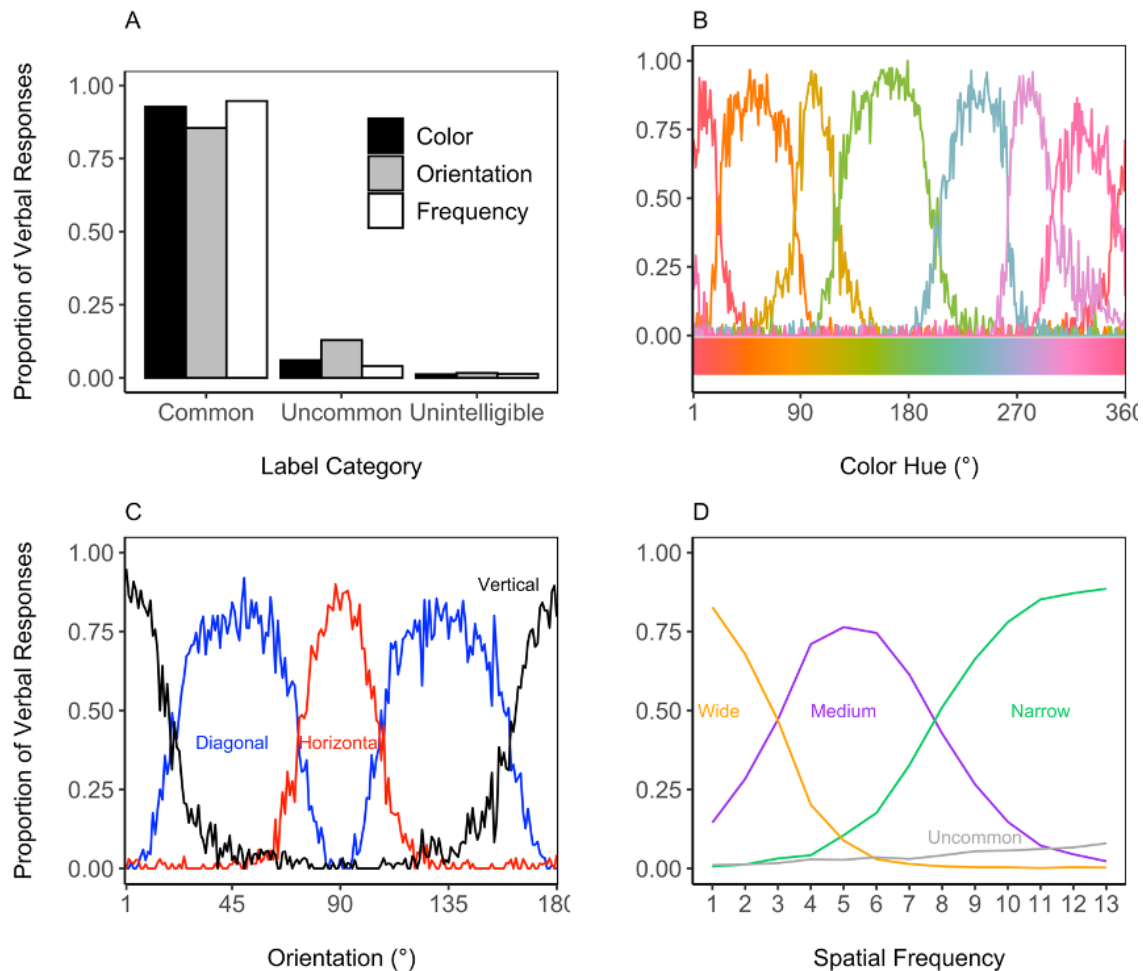 A
Proportion of Verbal Responses
1.00
0.75
0.50
0.25
0.00
Color
Orientation
Frequency
Common Uncommon Unintelligible
Label Category
B
1.00
0.75
0.50
0.25
0.00
1 90 180 270 360
Color Hue (°)
C
Proportion of Verbal Responses
1.00
0.75
0.50
0.25
0.00
Vertical
Diagonal
Horizontal
1 45 90 135 180
Orientation (°)
D
1.00
0.75
0.50
0.25
0.00
Wide
Medium
Narrow
Uncommon
1 2 3 4 5 6 7 8 9 10 11 12 13
Spatial Frequency